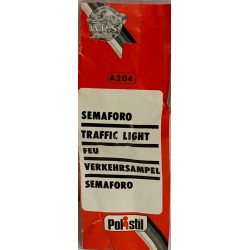 A204
SEMAFORO
TRAFFIC LIGHT
FEU
VERKEHRSAMPEL
SEMAFORO
Polistil